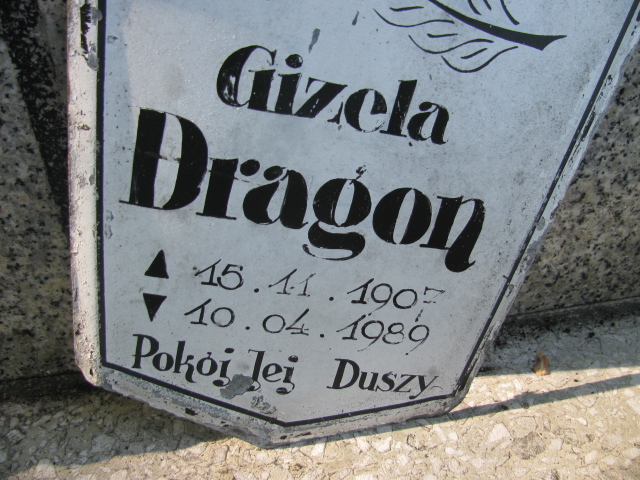 Gizela
Dragon
▲ 15.11.1907
▼ 10.04.1989
Pokój Jej Duszy